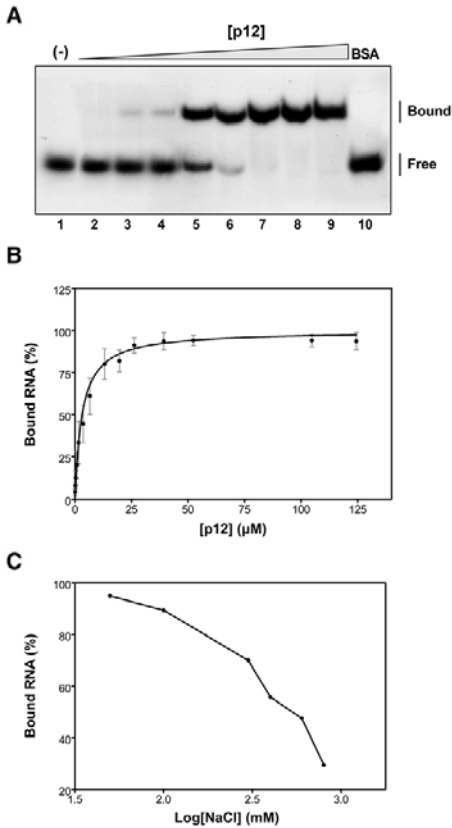 A
[p12]
(-) BSA
Bound
Free
1 2 3 4 5 6 7 8 9 10
B
125
100
75
50
25
0
0 25 50 75 100 125
Bound RNA (%)
[p12] (µM)
C
100
80
60
40
20
1.5 2.0 2.5 3.0
Bound RNA (%)
Log[NaCl] (mM)